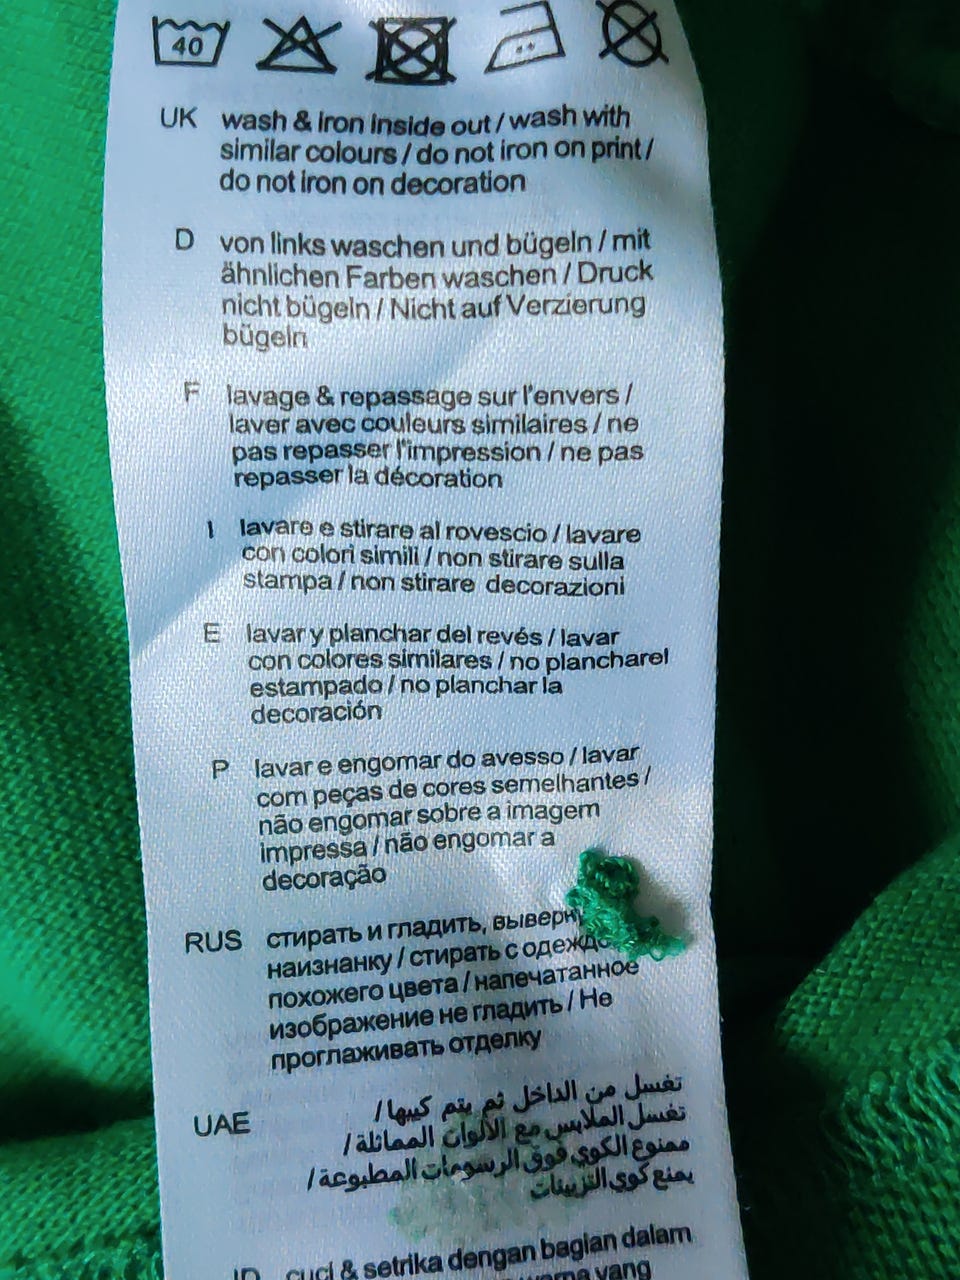 40
UK wash & iron inside out / wash with
similar colours / do not iron on print /
do not iron on decoration
D von links waschen und bügeln / mit
ähnlichen Farben waschen / Druck
nicht bügeln / Nicht auf Verzierung
bügeln
F lavage & repassage sur l'envers /
laver avec couleurs similaires / ne
pas repasser l'impression / ne pas
repasser la décoration
I lavare e stirare al rovescio / lavare
con colori simili / non stirare sulla
stampa / non stirare decorazioni
E lavar y planchar del revés / lavar
con colores similares / no plancharel
estampado / no planchar la
decoración
P lavar e engomar do avesso / lavar
com peças de cores semelhantes /
não engomar sobre a imagem
impressa / não engomar a
decoração
RUS стирать и гладить,
наизнанку / стирать с
похожего цвета / напечатанное
изображение не гладить / Не
проглаживать отделку
UAE تغسل من الداخل ثم يتم كيها /
تغسل الملابس مع الألوان المماثلة /
ممنوع الكوي فوق الرسومات المطبوعة /
يمنع كوي التزيينات
ID cuci & setrika dengan bagian dalam
warna yang